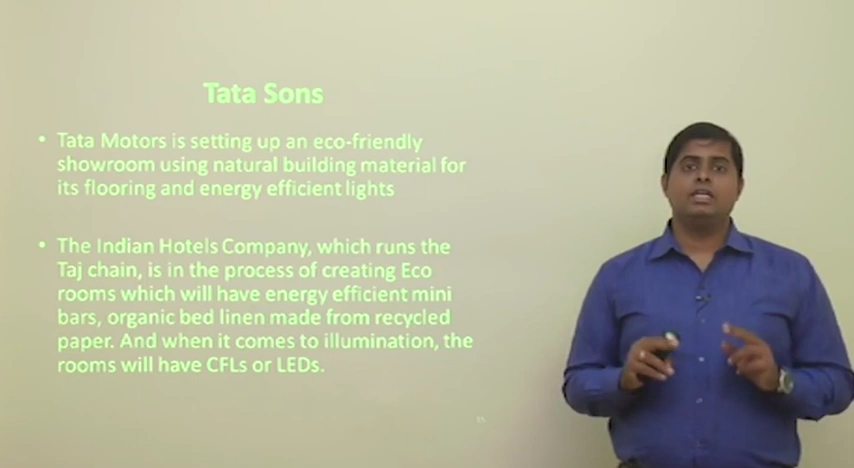 Tata Sons
• Tata Motors is setting up an eco-friendly
showroom using natural building material for
its flooring and energy efficient lights
• The Indian Hotels Company, which runs the
Taj chain, is in the process of creating Eco
rooms which will have energy efficient mini
bars, organic bed linen made from recycled
paper. And when it comes to illumination, the
rooms will have CFLs or LEDs.
15